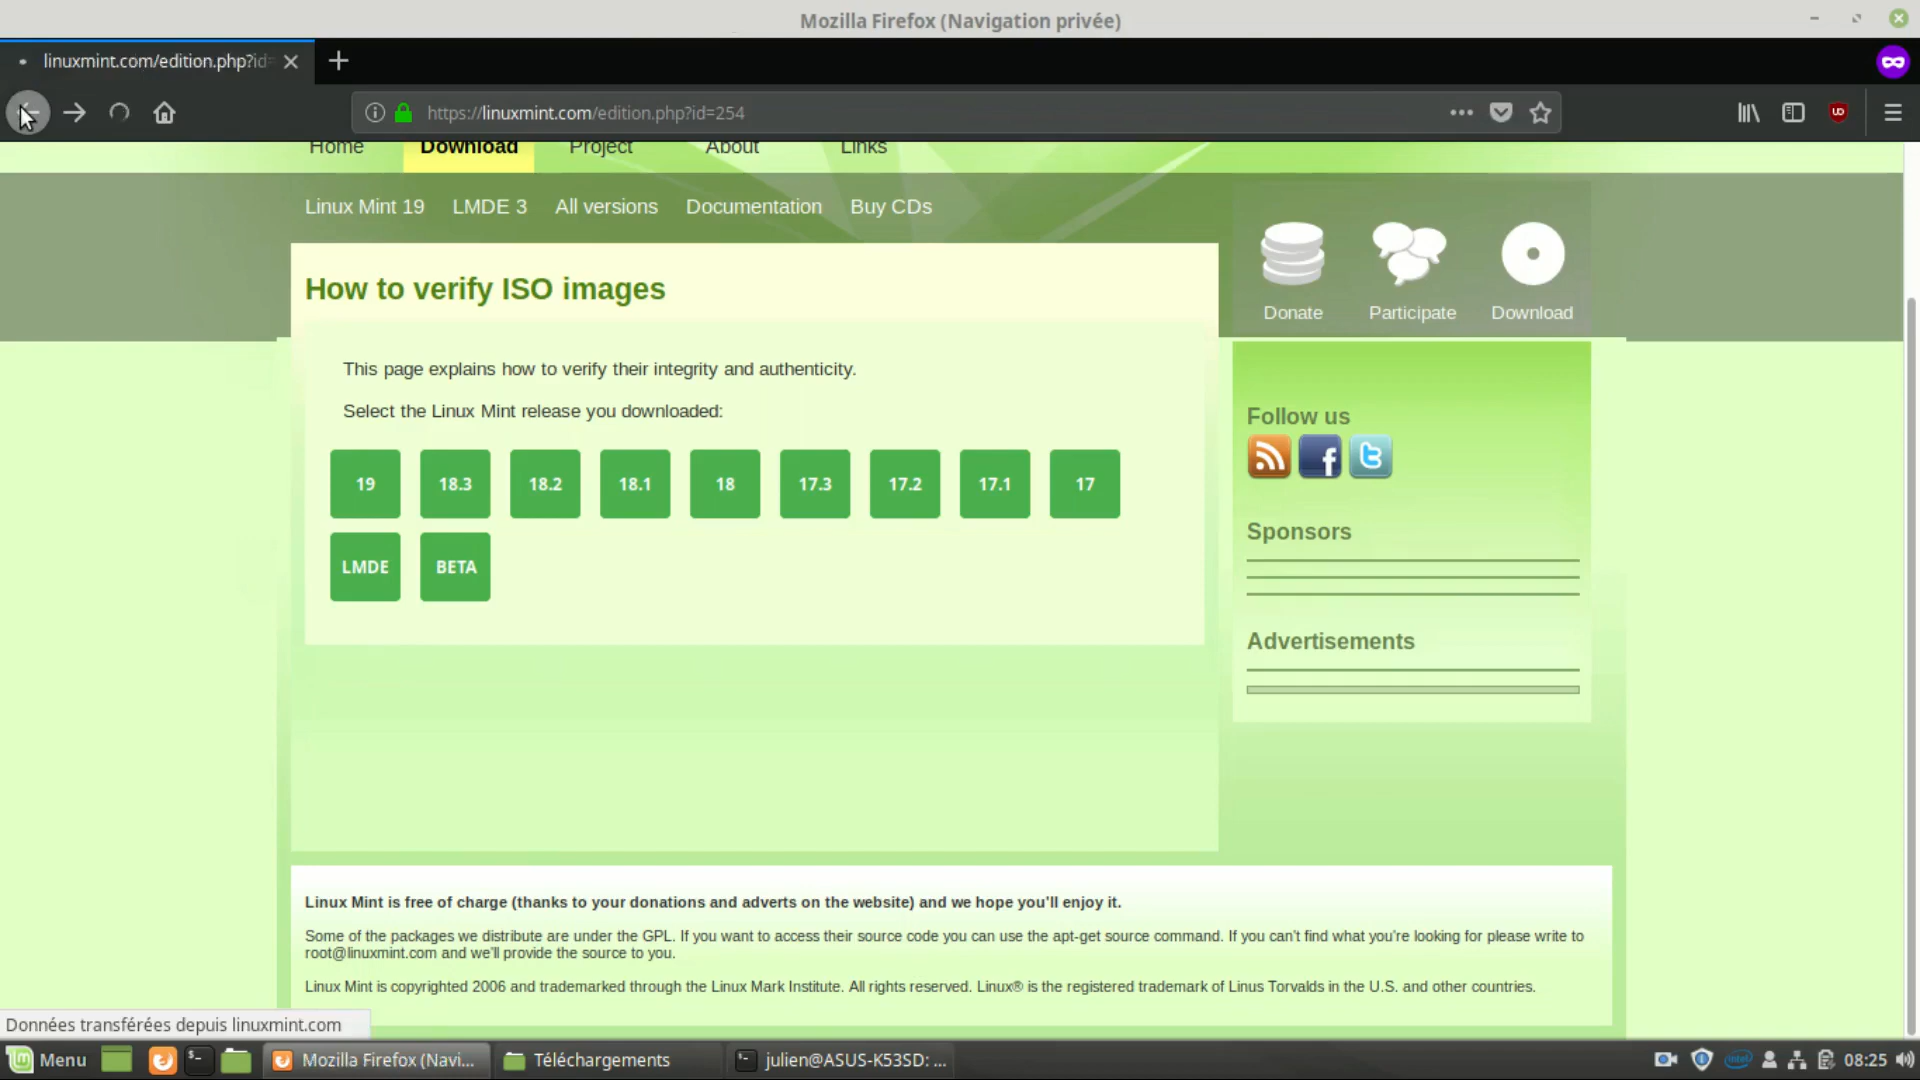 Mozilla Firefox (Navigation privée)
linuxmint.com/edition.php?id=
https://linuxmint.com/edition.php?id=254
Home Download Project About Links
Linux Mint 19 LMDE 3 All versions Documentation Buy CDs
How to verify ISO images
Donate Participate Download
This page explains how to verify their integrity and authenticity.
Select the Linux Mint release you downloaded:
Follow us
19 18.3 18.2 18.1 18 17.3 17.2 17.1 17
Sponsors
LMDE BETA
Advertisements
Linux Mint is free of charge (thanks to your donations and adverts on the website) and we hope you'll enjoy it.
Some of the packages we distribute are under the GPL. If you want to access their source code you can use the apt-get source command. If you can't find what you're looking for please write to
root@linuxmint.com and we'll provide the source to you.
Linux Mint is copyrighted 2006 and trademarked through the Linux Mark Institute. All rights reserved. Linux® is the registered trademark of Linus Torvalds in the U.S. and other countries.
Données transférées depuis linuxmint.com
Menu Mozilla Firefox (Navi... Téléchargements julien@ASUS-K53SD: ... 08:25